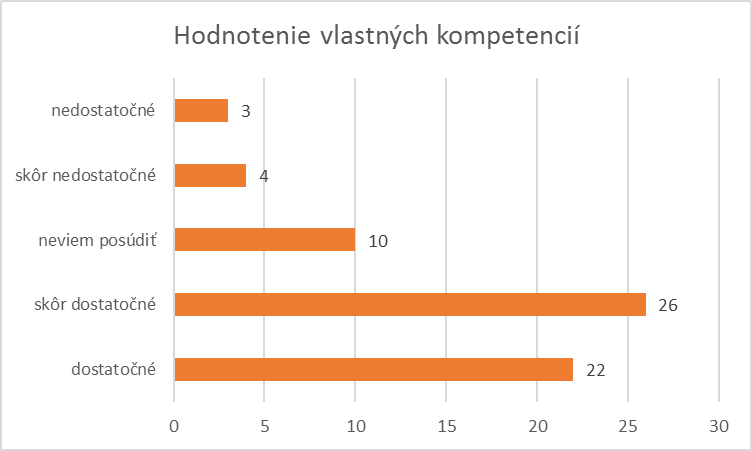 Hodnotenie vlastných kompetencií
nedostatočné 3
skôr nedostatočné 4
neviem posúdiť 10
skôr dostatočné 26
dostatočné 22
0 5 10 15 20 25 30